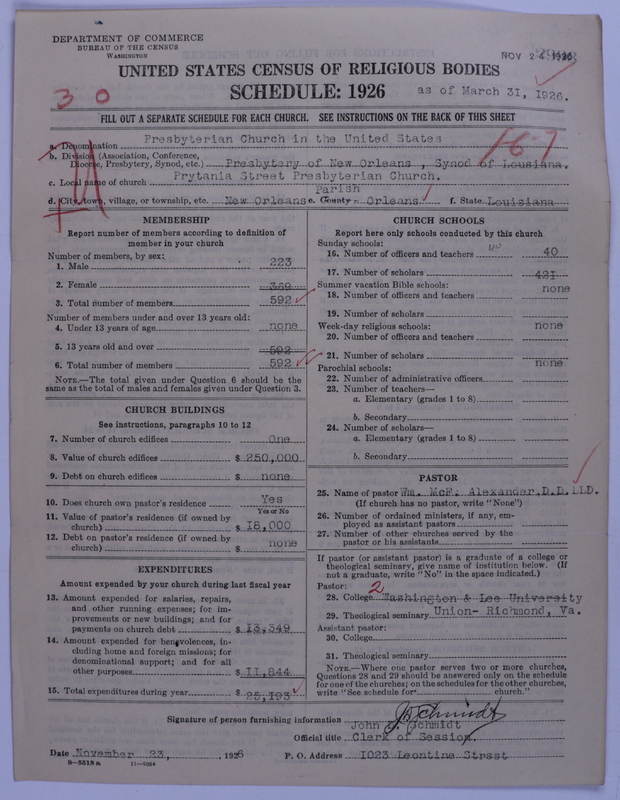 DEPARTMENT OF COMMERCE
BUREAU OF THE CENSUS
WASHINGTON
NOV 24 1926
UNITED STATES CENSUS OF RELIGIOUS BODIES
SCHEDULE: 1926
as of March 31, 1926.
3 0
FILL OUT A SEPARATE SCHEDULE FOR EACH CHURCH. SEE INSTRUCTIONS ON THE BACK OF THIS SHEET
a. Denomination Presbyterian Church in the United States
167
b. Division (Association, Conference,
Diocese, Presbytery, Synod, etc.) Presbytery of New Orleans , Synod of Lousiana.
c. Local name of church Prytania Street Presbyterian Church.
Parish
d. City, town, village, or township, etc. New Orleans e. County - Orleans f. State Louisiana
MEMBERSHIP
Report number of members according to definition of
member in your church
Number of members, by sex:
1. Male 223
2. Female 369
3. Total number of members 592
Number of members under and over 13 years old:
4. Under 13 years of age none
5. 13 years old and over 592
6. Total number of members 592
NOTE.—The total given under Question 6 should be the
same as the total of males and females given under Question 3.
CHURCH BUILDINGS
See instructions, paragraphs 10 to 12
7. Number of church edifices One
8. Value of church edifices $ 250,000
9. Debt on church edifices $ none
10. Does church own pastor's residence Yes
Yes or No
11. Value of pastor's residence (if owned by
church) $ 18,000
12. Debt on pastor's residence (if owned by
church) $ none
EXPENDITURES
Amount expended by your church during last fiscal year
13. Amount expended for salaries, repairs,
and other running expenses; for im-
provements or new buildings; and for
payments on church debt $ 13,349
14. Amount expended for benevolences, in-
cluding home and foreign missions; for
denominational support; and for all
other purposes $ 11,844
15. Total expenditures during year $ 25,193
CHURCH SCHOOLS
Report here only schools conducted by this church
Sunday schools:
16. Number of officers and teachers 40
17. Number of scholars 421
Summer vacation Bible schools:
none
18. Number of officers and teachers
19. Number of scholars
Week-day religious schools: none
20. Number of officers and teachers
21. Number of scholars
Parochial schools: none
22. Number of administrative officers
23. Number of teachers—
a. Elementary (grades 1 to 8)
b. Secondary
24. Number of scholars—
a. Elementary (grades 1 to 8)
b. Secondary
PASTOR
25. Name of pastor Wm. McF. Alexander.D.D.LLD.
(If church has no pastor, write "None")
26. Number of ordained ministers, if any, em-
ployed as assistant pastors
27. Number of other churches served by the
pastor or his assistants
If pastor (or assistant pastor) is a graduate of a college or
theological seminary, give name of institution below. (If
not a graduate, write "No" in the space indicated.)
Pastor: 2
28. College Washington & Lee University
29. Theological seminary Union- Richmond, Va.
Assistant pastor:
30. College
31. Theological seminary
NOTE.—Where one pastor serves two or more churches,
Questions 28 and 29 should be answered only on the schedule
for one of the churches; on the schedules for the other churches,
write "See schedule for church."
Signature of person furnishing information JWSchmidt
John W. Schmidt
Official title Clerk of Session.
Date November 23, , 1926 P. O. Address 1023 Leontine Street
8—5518 a 11—4066